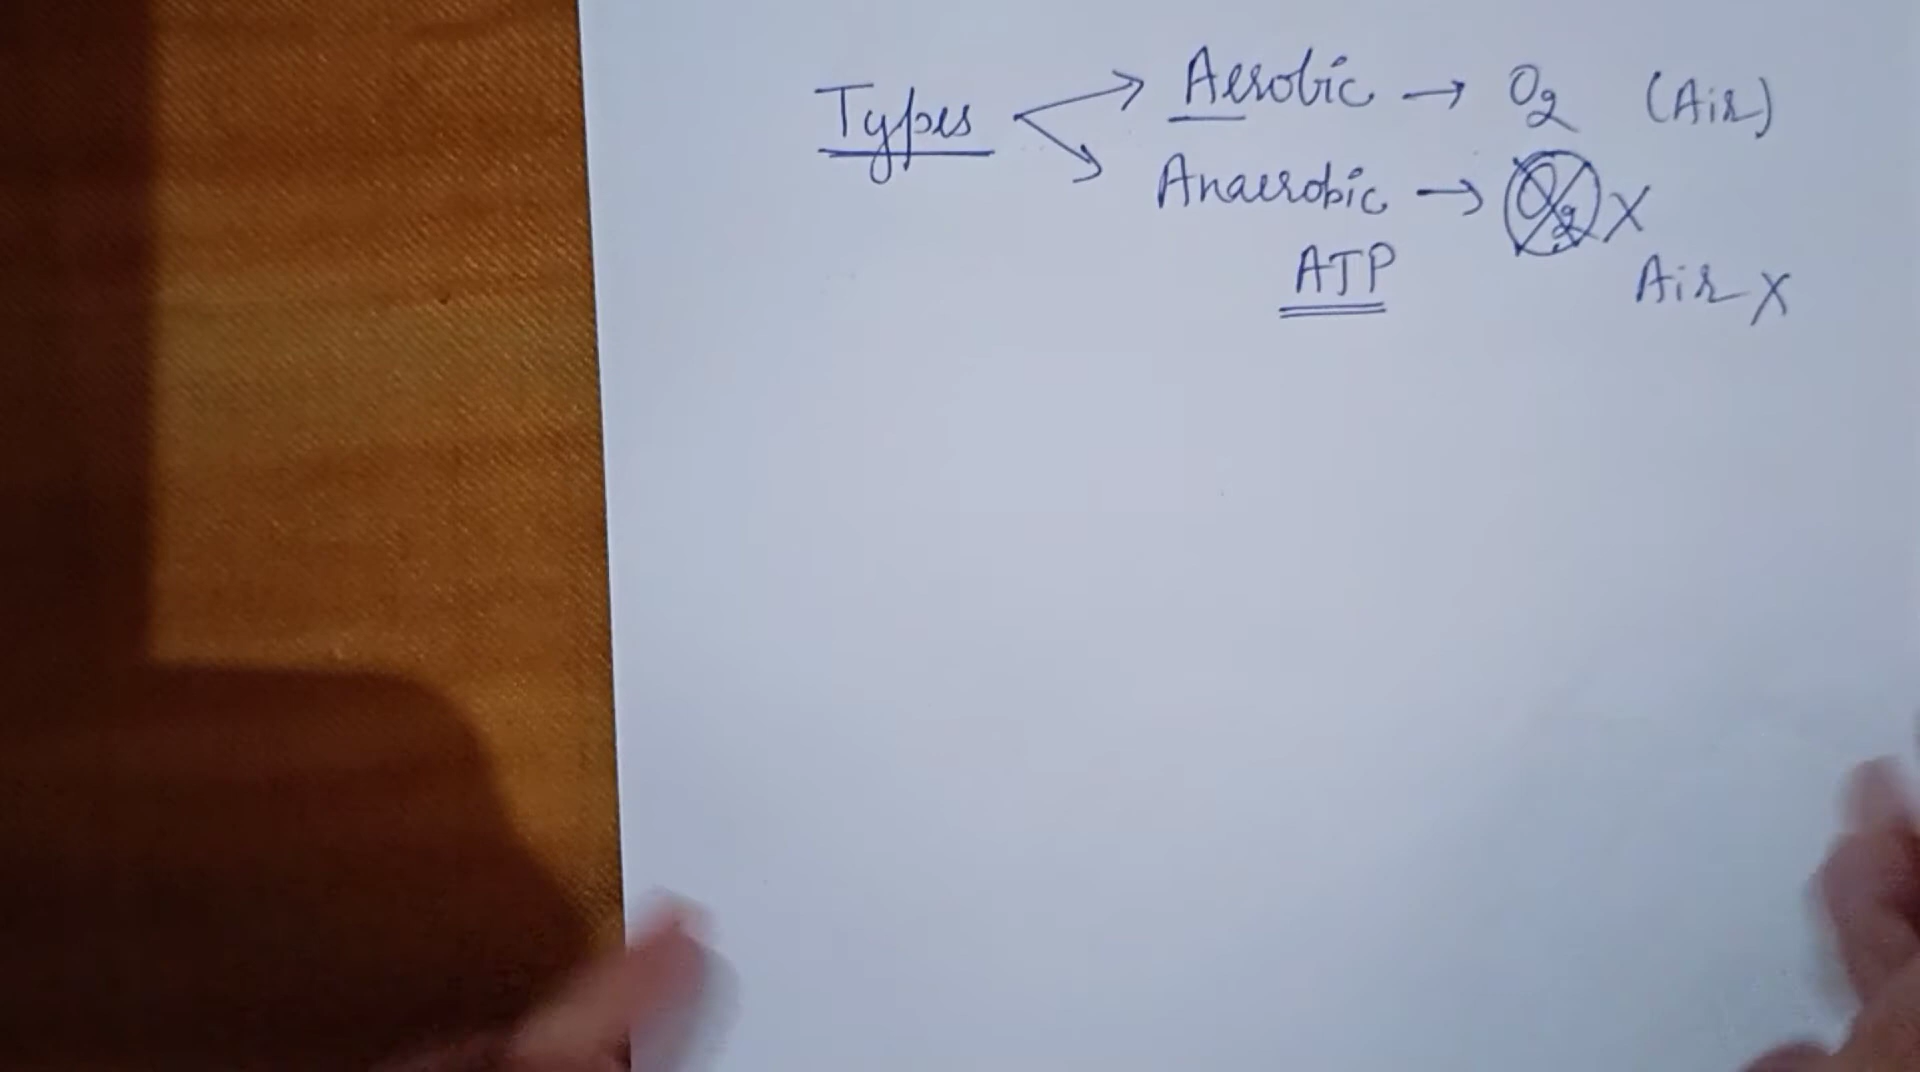 Types → Aerobic → O2 (Air)
→ Anaerobic → O2 X
ATP
Air X